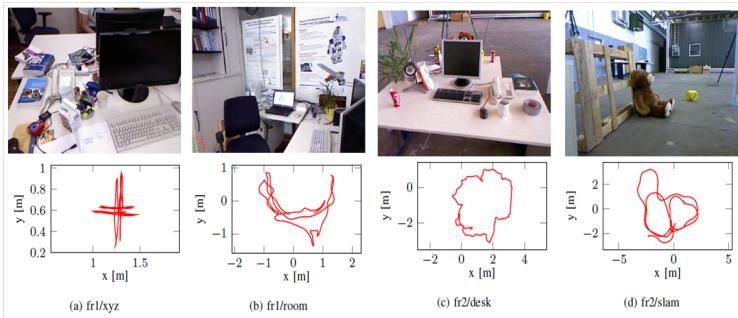 1
0.8
0.6
0.4
0.2
y [m]
1
1.5
x [m]
(a) fr1/xyz
1
0
−1
y [m]
−2
−1
0
1
2
x [m]
(b) fr1/room
0
−2
y [m]
−2
0
2
4
x [m]
(c) fr2/desk
2
0
−2
y [m]
−5
0
5
x [m]
(d) fr2/slam